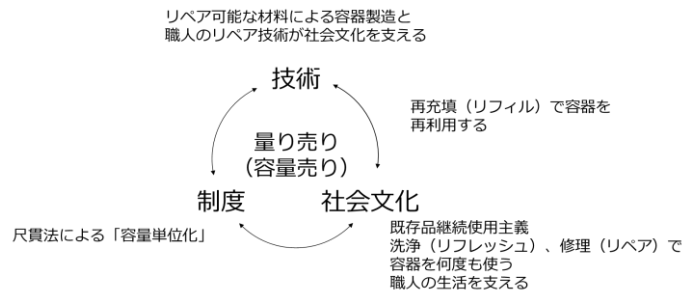 リペア可能な材料による容器製造と
職人のリペア技術が社会文化を支える
技術
再充填（リフィル）で容器を
再利用する
量り売り
（容量売り）
制度
社会文化
尺貫法による「容量単位化」
既存品継続使用主義
洗浄（リフレッシュ）、修理（リペア）で
容器を何度も使う
職人の生活を支える